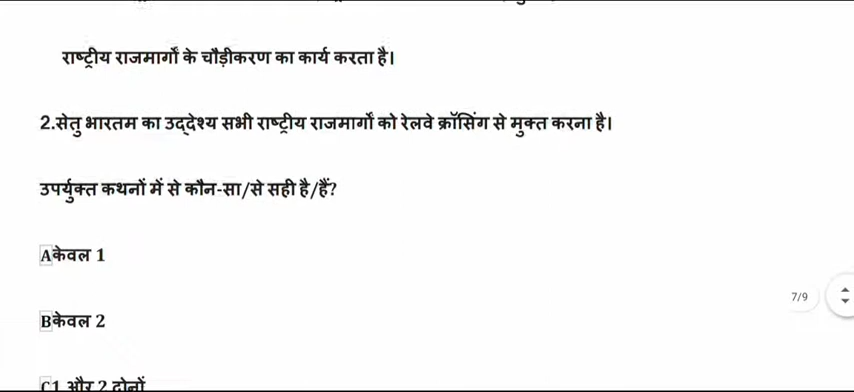 राष्ट्रीय राजमार्गों के चौड़ीकरण का कार्य करता है।
2.सेतु भारतम का उद्देश्य सभी राष्ट्रीय राजमार्गों को रेलवे क्रॉसिंग से मुक्त करना है।
उपर्युक्त कथनों में से कौन-सा/से सही है/हैं?
Aकेवल 1
7/9
Bकेवल 2
C1 और 2 दोनों